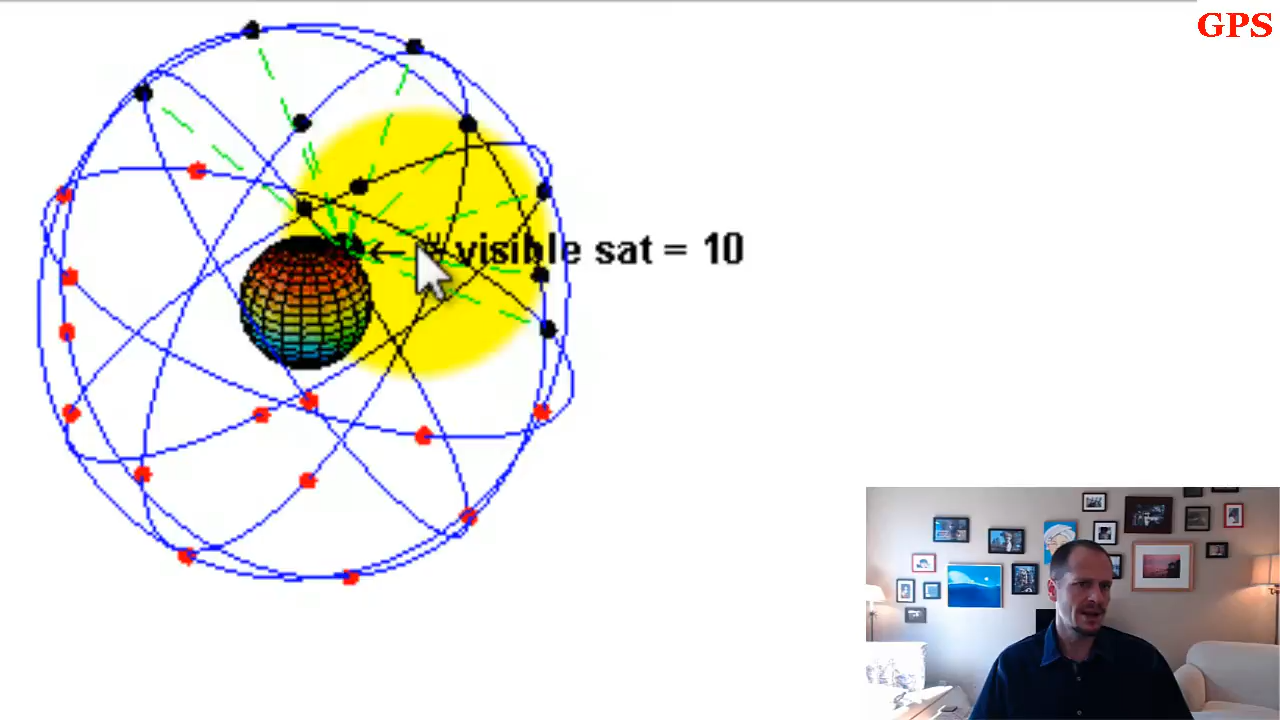 GPS
← # visible sat = 10